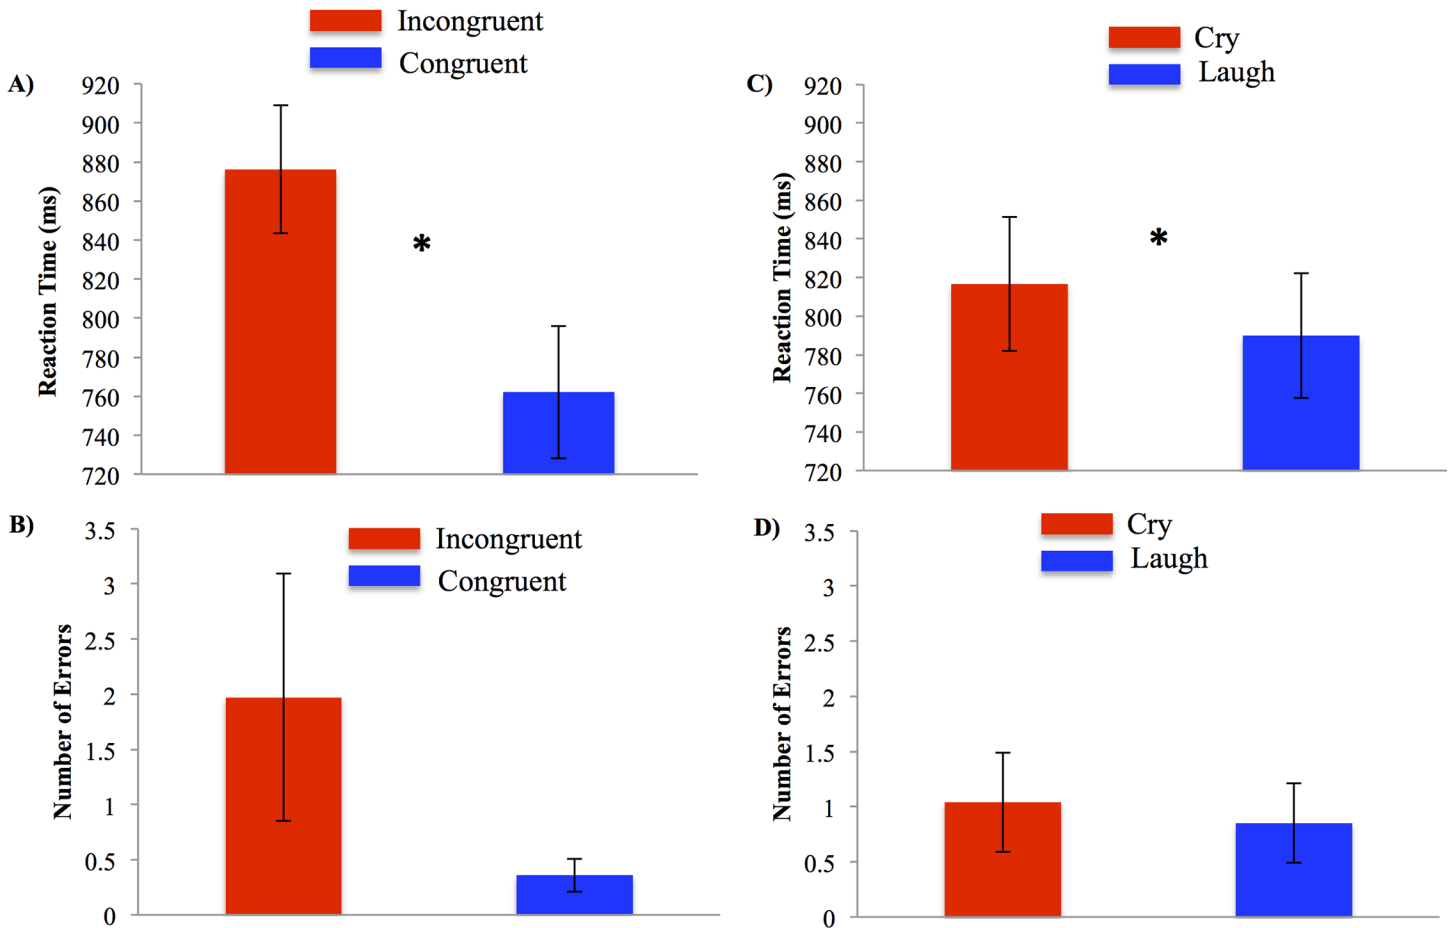 Incongruent
Congruent
A)
920
900
880
860
840
820
800
780
760
740
720
Reaction Time (ms)
*
Cry
Laugh
C)
920
900
880
860
840
820
800
780
760
740
720
Reaction Time (ms)
*
B)
Incongruent
Congruent
3.5
3
2.5
2
1.5
1
0.5
0
Number of Errors
D)
Cry
Laugh
3.5
3
2.5
2
1.5
1
0.5
0
Number of Errors